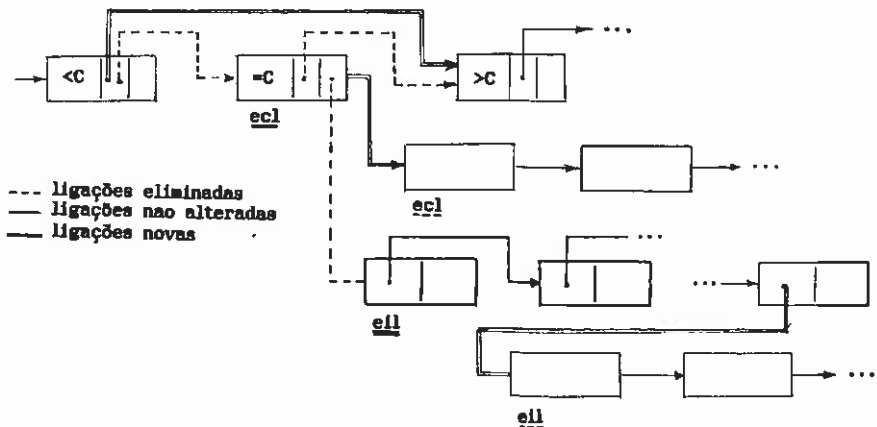 ...
<C
=C
>C
ecl
...
ecl
--- ligações eliminadas
— ligações nao alteradas
— ligações novas
...
...
eil
...
eil